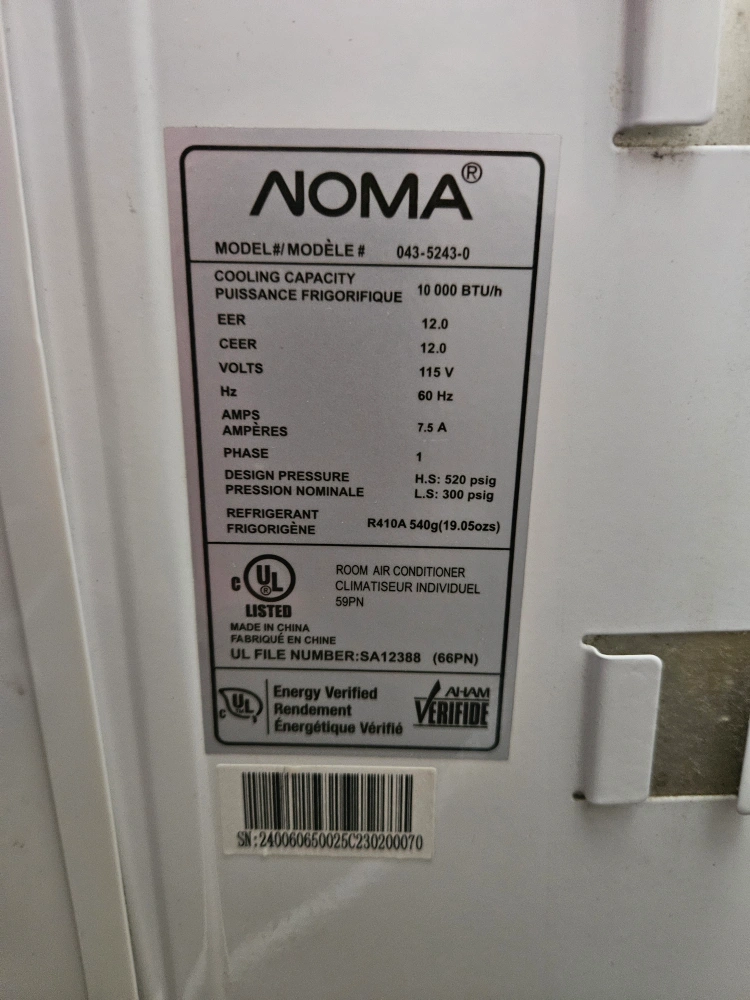 NOMA®
MODEL#/ MODÈLE # 043-5243-0
COOLING CAPACITY
PUISSANCE FRIGORIFIQUE 10 000 BTU/h
EER 12.0
CEER 12.0
VOLTS 115 V
Hz 60 Hz
AMPS
AMPÈRES 7.5 A
PHASE 1
DESIGN PRESSURE H.S: 520 psig
PRESSION NOMINALE L.S: 300 psig
REFRIGERANT
FRIGORIGÈNE R410A 540g(19.05ozs)
C UL ®
LISTED
ROOM AIR CONDITIONER
CLIMATISEUR INDIVIDUEL
59PN
MADE IN CHINA
FABRIQUÉ EN CHINE
UL FILE NUMBER:SA12388 (66PN)
C UL
Energy Verified
Rendement
Énergétique Vérifié
AHAM
VERIFIDE
SN:240060650025C230200070